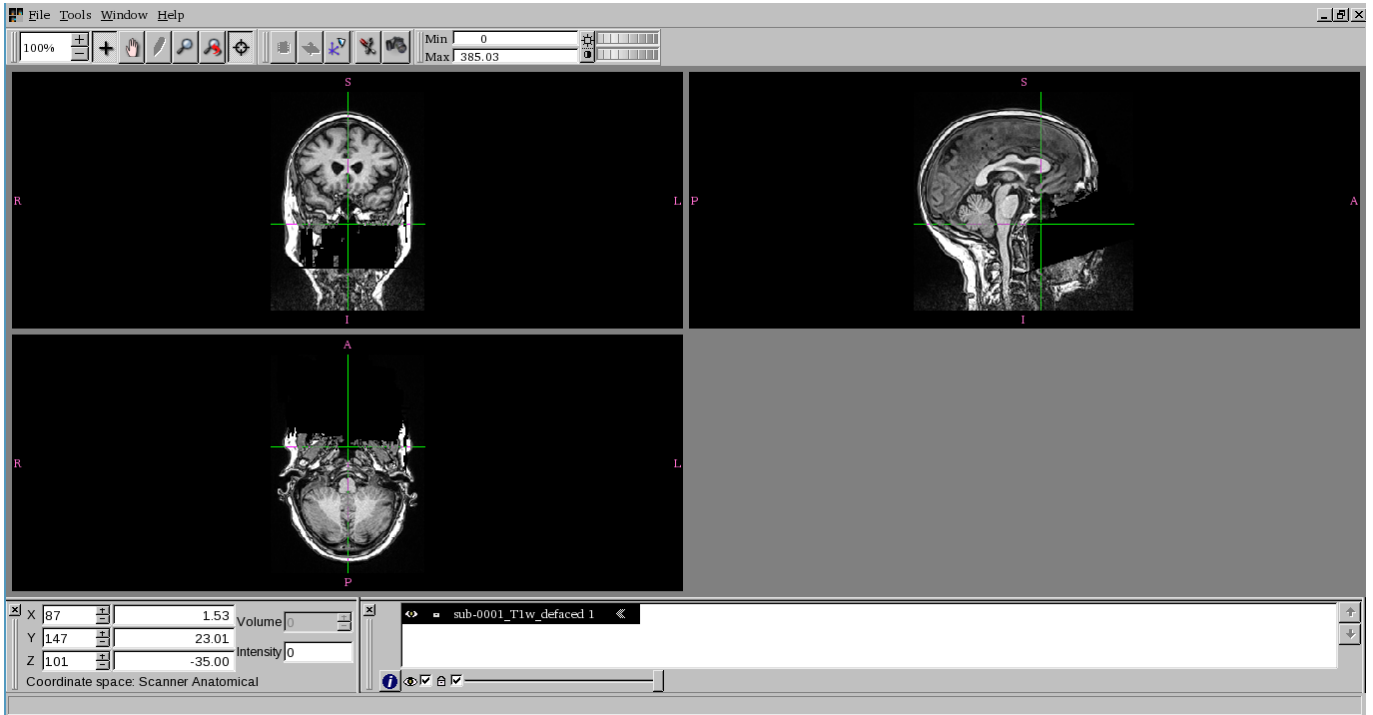 File Tools Window Help
100%
Min 0
Max 385.03
S
R
L
I
S
P
A
I
A
R
L
P
X 87 1.53
Y 147 23.01
Z 101 -35.00
Volume 0
Intensity 0
Coordinate space: Scanner Anatomical
sub-0001_T1w_defaced 1
i